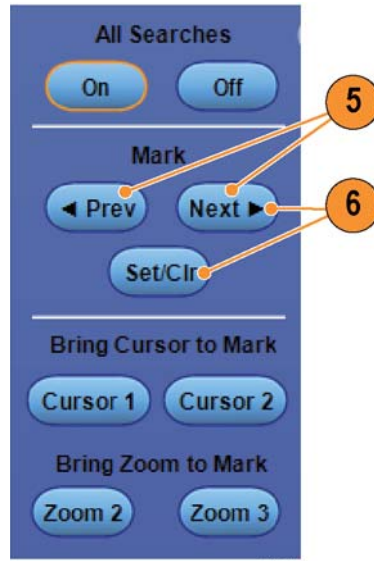 All Searches
On Off
5
Mark
◄ Prev Next ►
6
Set/Clr
Bring Cursor to Mark
Cursor 1 Cursor 2
Bring Zoom to Mark
Zoom 2 Zoom 3